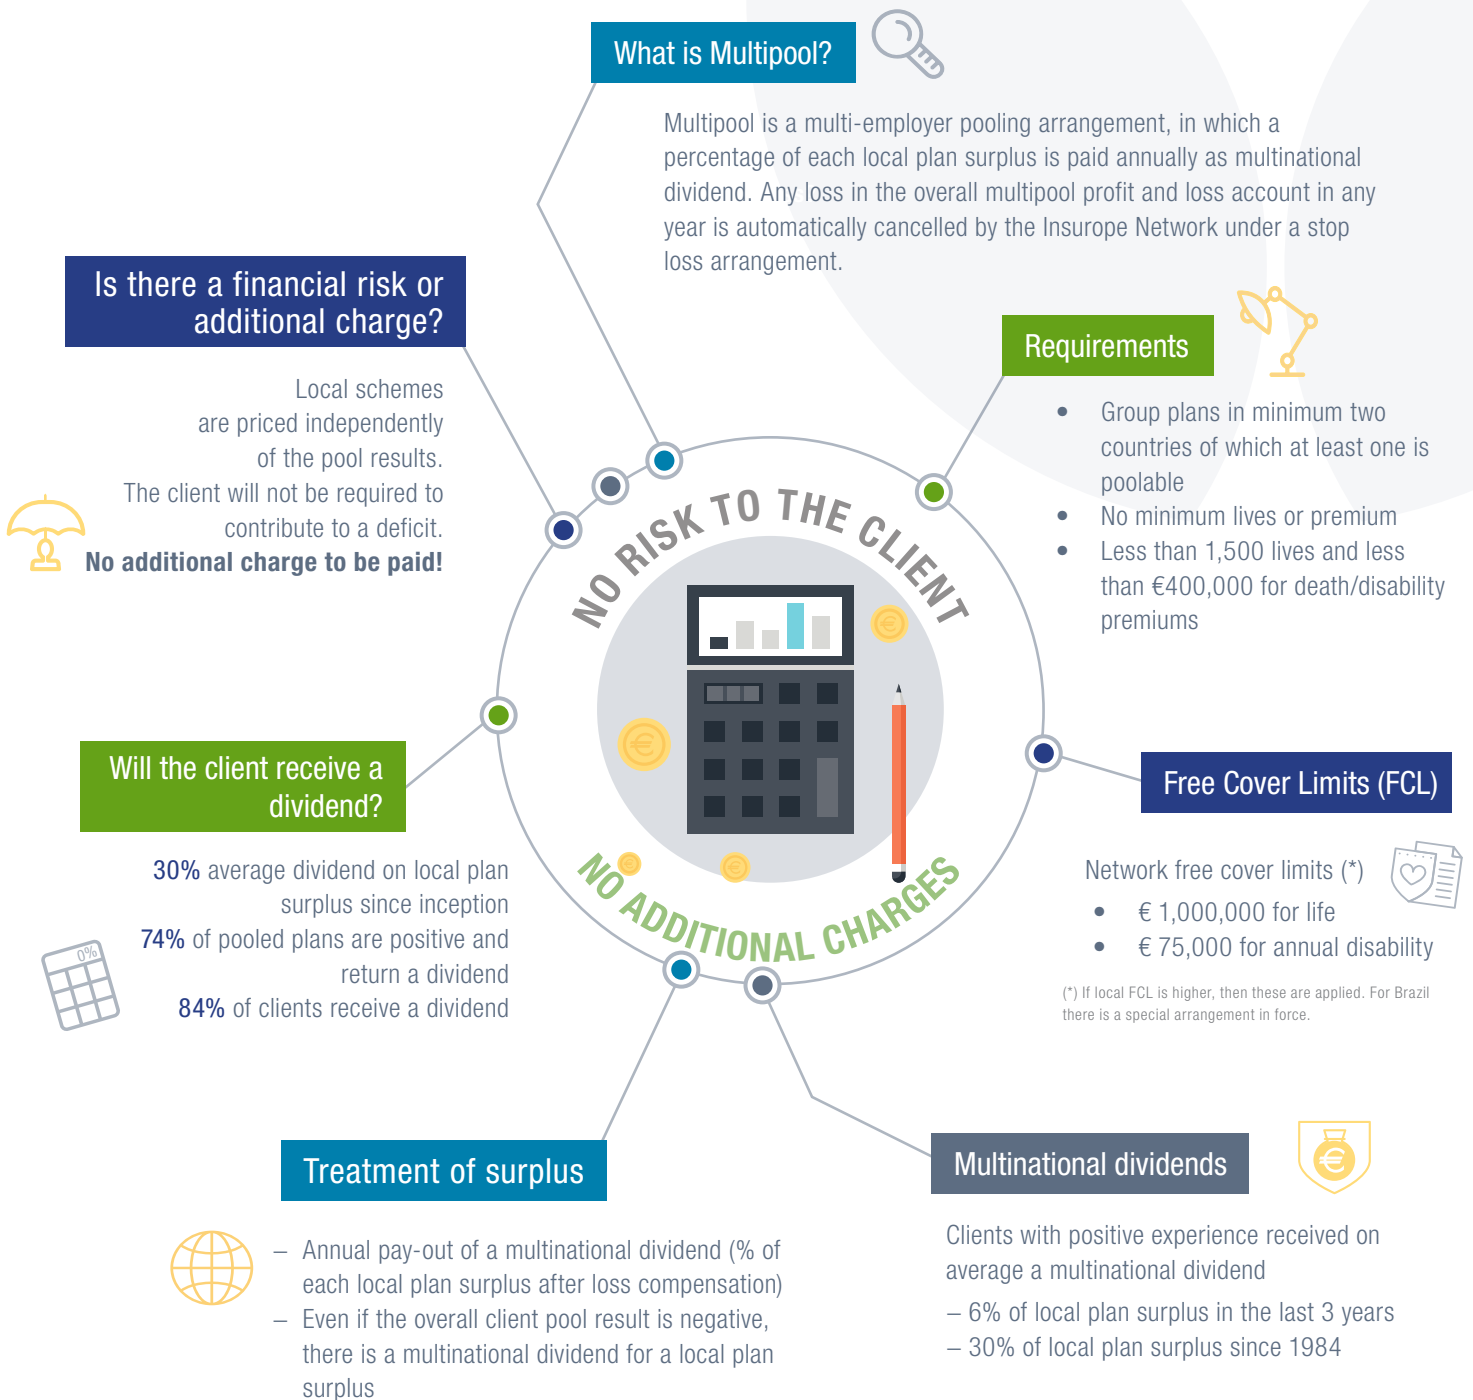 What is Multipool?
Multipool is a multi-employer pooling arrangement, in which a
percentage of each local plan surplus is paid annually as multinational
dividend. Any loss in the overall multipool profit and loss account in any
year is automatically cancelled by the Insurope Network under a stop
loss arrangement.
Is there a financial risk or
additional charge?
Local schemes
are priced independently
of the pool results.
The client will not be required to
contribute to a deficit.
No additional charge to be paid!
Requirements
• Group plans in minimum two
countries of which at least one is
poolable
• No minimum lives or premium
• Less than 1,500 lives and less
than €400,000 for death/disability
premiums
NO RISK TO THE CLIENT
€
€
€
€
NO ADDITIONAL CHARGES
Will the client receive a
dividend?
30% average dividend on local plan
surplus since inception
74% of pooled plans are positive and
return a dividend
84% of clients receive a dividend
0%
Free Cover Limits (FCL)
Network free cover limits (*)
• € 1,000,000 for life
• € 75,000 for annual disability
(*) If local FCL is higher, then these are applied. For Brazil
there is a special arrangement in force.
Treatment of surplus
– Annual pay-out of a multinational dividend (% of
each local plan surplus after loss compensation)
– Even if the overall client pool result is negative,
there is a multinational dividend for a local plan
surplus
Multinational dividends
€
Clients with positive experience received on
average a multinational dividend
– 6% of local plan surplus in the last 3 years
– 30% of local plan surplus since 1984